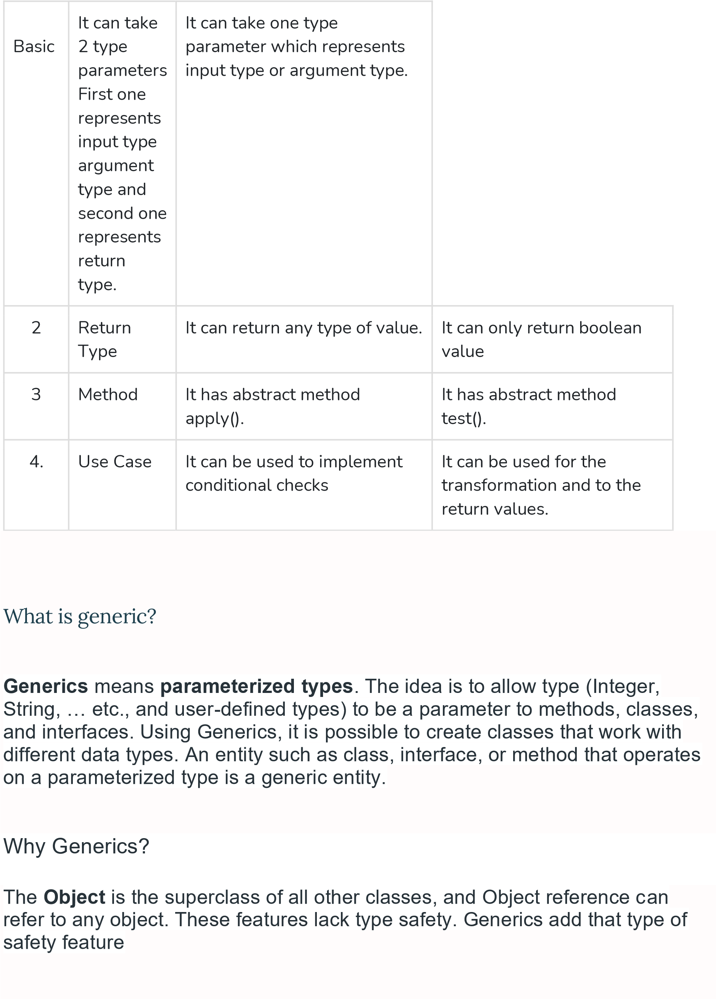 Basic
It can take
2 type
parameters
First one
represents
input type
argument
type and
second one
represents
return
type.
It can take one type
parameter which represents
input type or argument type.
2
Return
Type
It can return any type of value.
It can only return boolean
value
3
Method
It has abstract method
apply().
It has abstract method
test().
4.
Use Case
It can be used to implement
conditional checks
It can be used for the
transformation and to the
return values.
What is generic?
Generics means parameterized types. The idea is to allow type (Integer,
String, … etc., and user-defined types) to be a parameter to methods, classes,
and interfaces. Using Generics, it is possible to create classes that work with
different data types. An entity such as class, interface, or method that operates
on a parameterized type is a generic entity.
Why Generics?
The Object is the superclass of all other classes, and Object reference can
refer to any object. These features lack type safety. Generics add that type of
safety feature